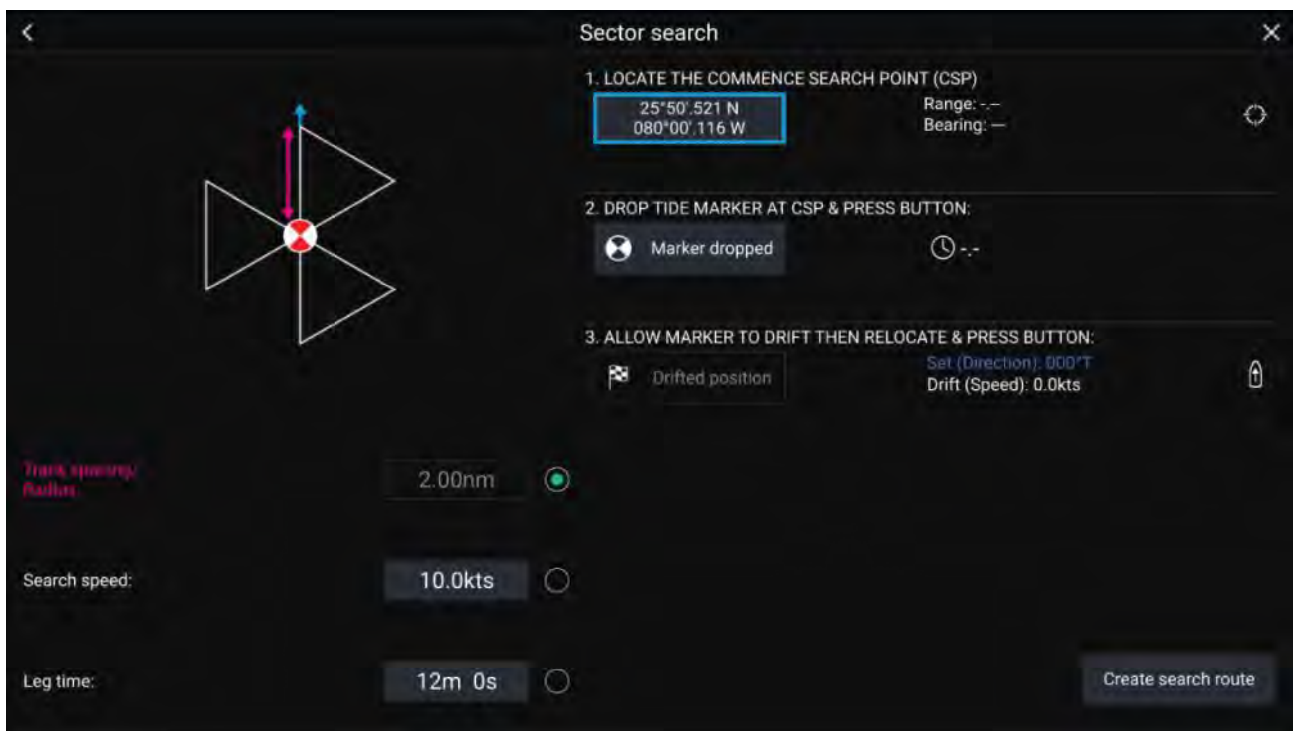 Sector search
1. LOCATE THE COMMENCE SEARCH POINT (CSP)
25°50'.521 N
080°00'.116 W
Range: -.--
Bearing: ---
2. DROP TIDE MARKER AT CSP & PRESS BUTTON:
Marker dropped
-.-
3. ALLOW MARKER TO DRIFT THEN RELOCATE & PRESS BUTTON:
Drifted position
Set (Direction): 000°T
Drift (Speed): 0.0kts
Track spacing:
Radius:
2.00nm
Search speed:
10.0kts
Leg time:
12m 0s
Create search route